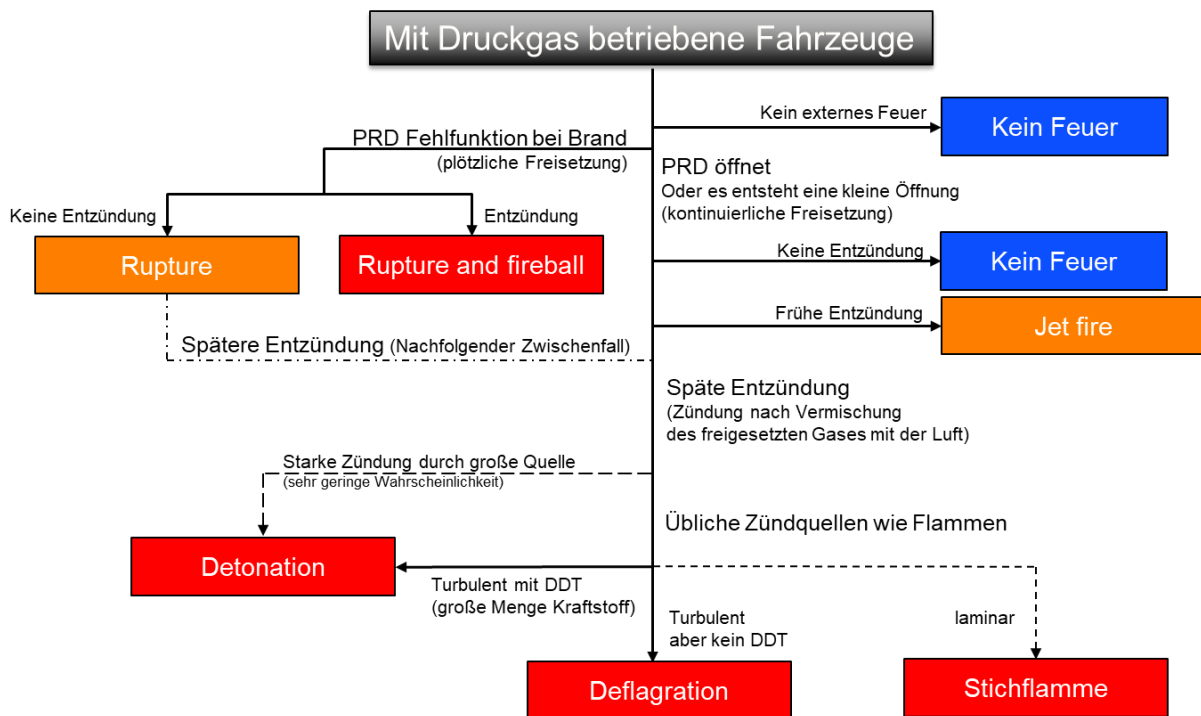 Mit Druckgas betriebene Fahrzeuge
Kein externes Feuer
Kein Feuer
PRD Fehlfunktion bei Brand
(plötzliche Freisetzung)
PRD öffnet
Oder es entsteht eine kleine Öffnung
(kontinuierliche Freisetzung)
Keine Entzündung
Entzündung
Rupture
Rupture and fireball
Keine Entzündung
Kein Feuer
Frühe Entzündung
Jet fire
Spätere Entzündung (Nachfolgender Zwischenfall)
Späte Entzündung
(Zündung nach Vermischung
des freigesetzten Gases mit der Luft)
Starke Zündung durch große Quelle
(sehr geringe Wahrscheinlichkeit)
Übliche Zündquellen wie Flammen
Detonation
Turbulent mit DDT
(große Menge Kraftstoff)
Turbulent
aber kein DDT
laminar
Deflagration
Stichflamme